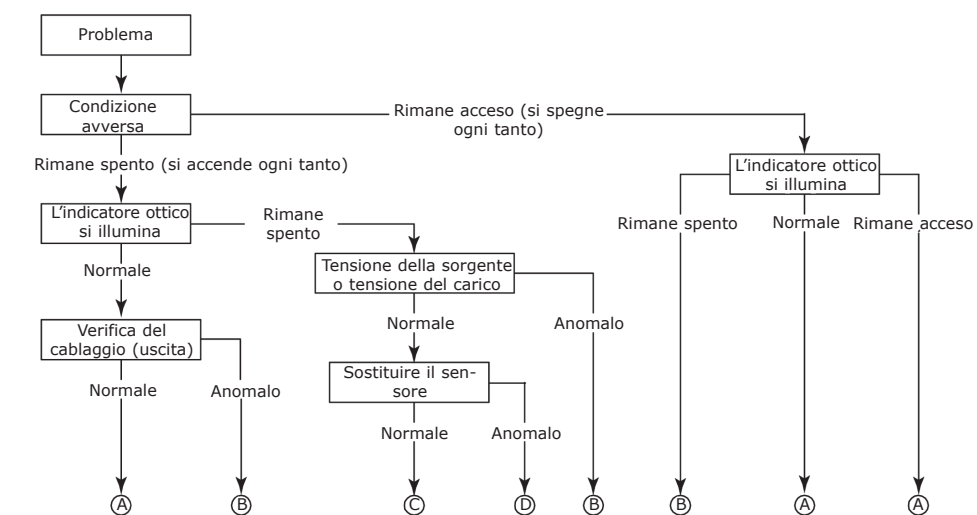 Problema
Condizione
avversa
Rimane acceso (si spegne
ogni tanto)
Rimane spento (si accende ogni tanto)
L'indicatore ottico
si illumina
L'indicatore ottico
si illumina
Rimane
spento
Rimane spento
Normale
Rimane acceso
Normale
Tensione della sorgente
o tensione del carico
Verifica del
cablaggio (uscita)
Normale
Anomalo
Sostituire il sen-
sore
Normale
Anomalo
Normale
Anomalo
A
B
C
D
B
B
A
A